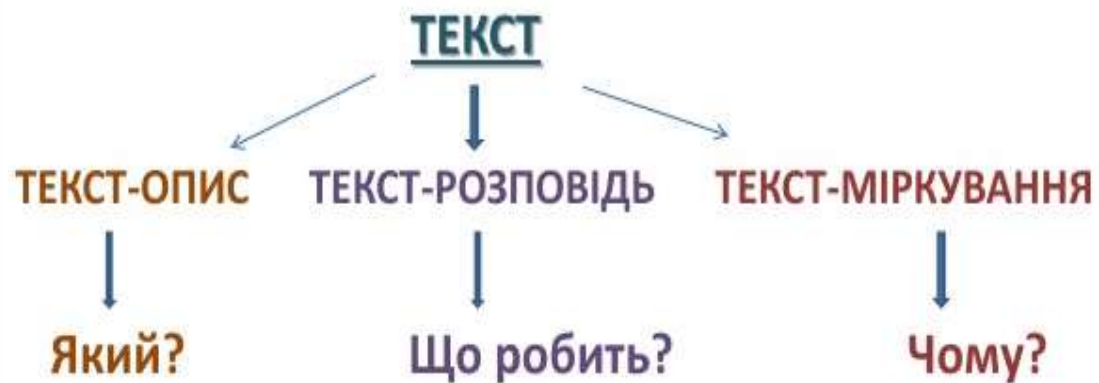 ТЕКСТ
ТЕКСТ-ОПИС ТЕКСТ-РОЗПОВІДЬ ТЕКСТ-МІРКУВАННЯ
Який? Що робить? Чому?